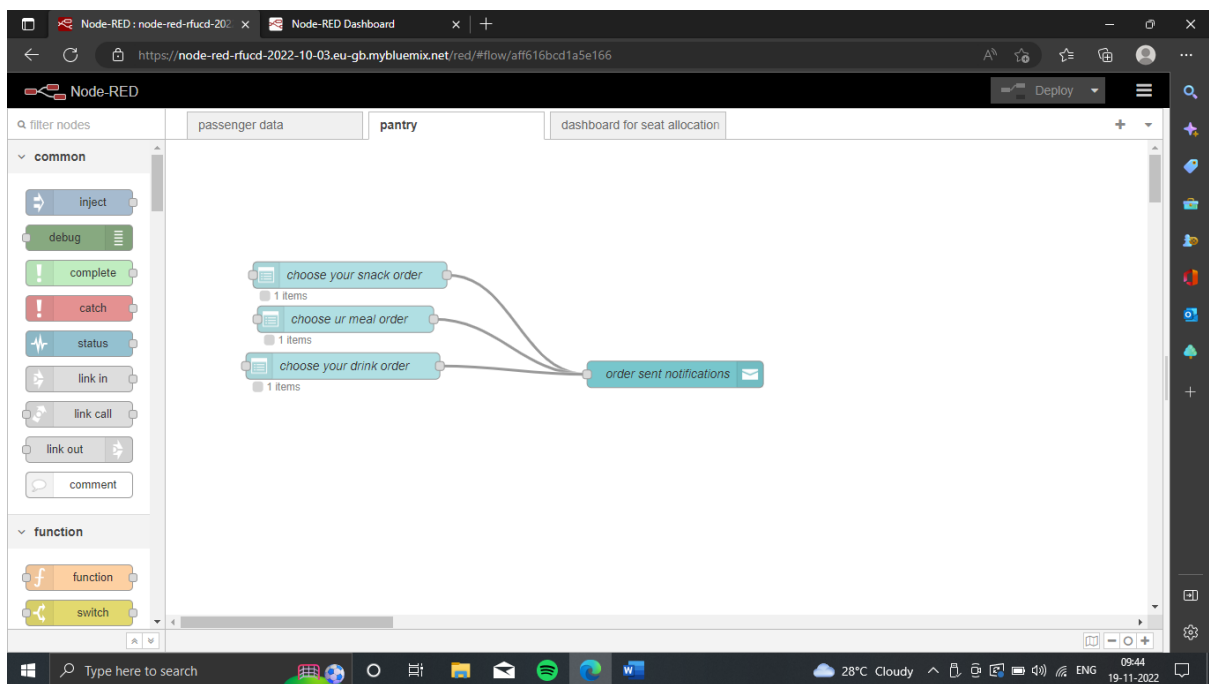 Node-RED : node-red-rfucd-202
Node-RED Dashboard
https://node-red-rfucd-2022-10-03.eu-gb.mybluemix.net/red/#flow/aff616bcd1a5e166
Node-RED
Deploy
filter nodes
passenger data
pantry
dashboard for seat allocation
common
inject
debug
complete
catch
status
link in
link call
link out
comment
function
function
switch
choose your snack order
1 items
choose ur meal order
1 items
choose your drink order
1 items
order sent notifications
Type here to search
28°C Cloudy
ENG
09:44
19-11-2022